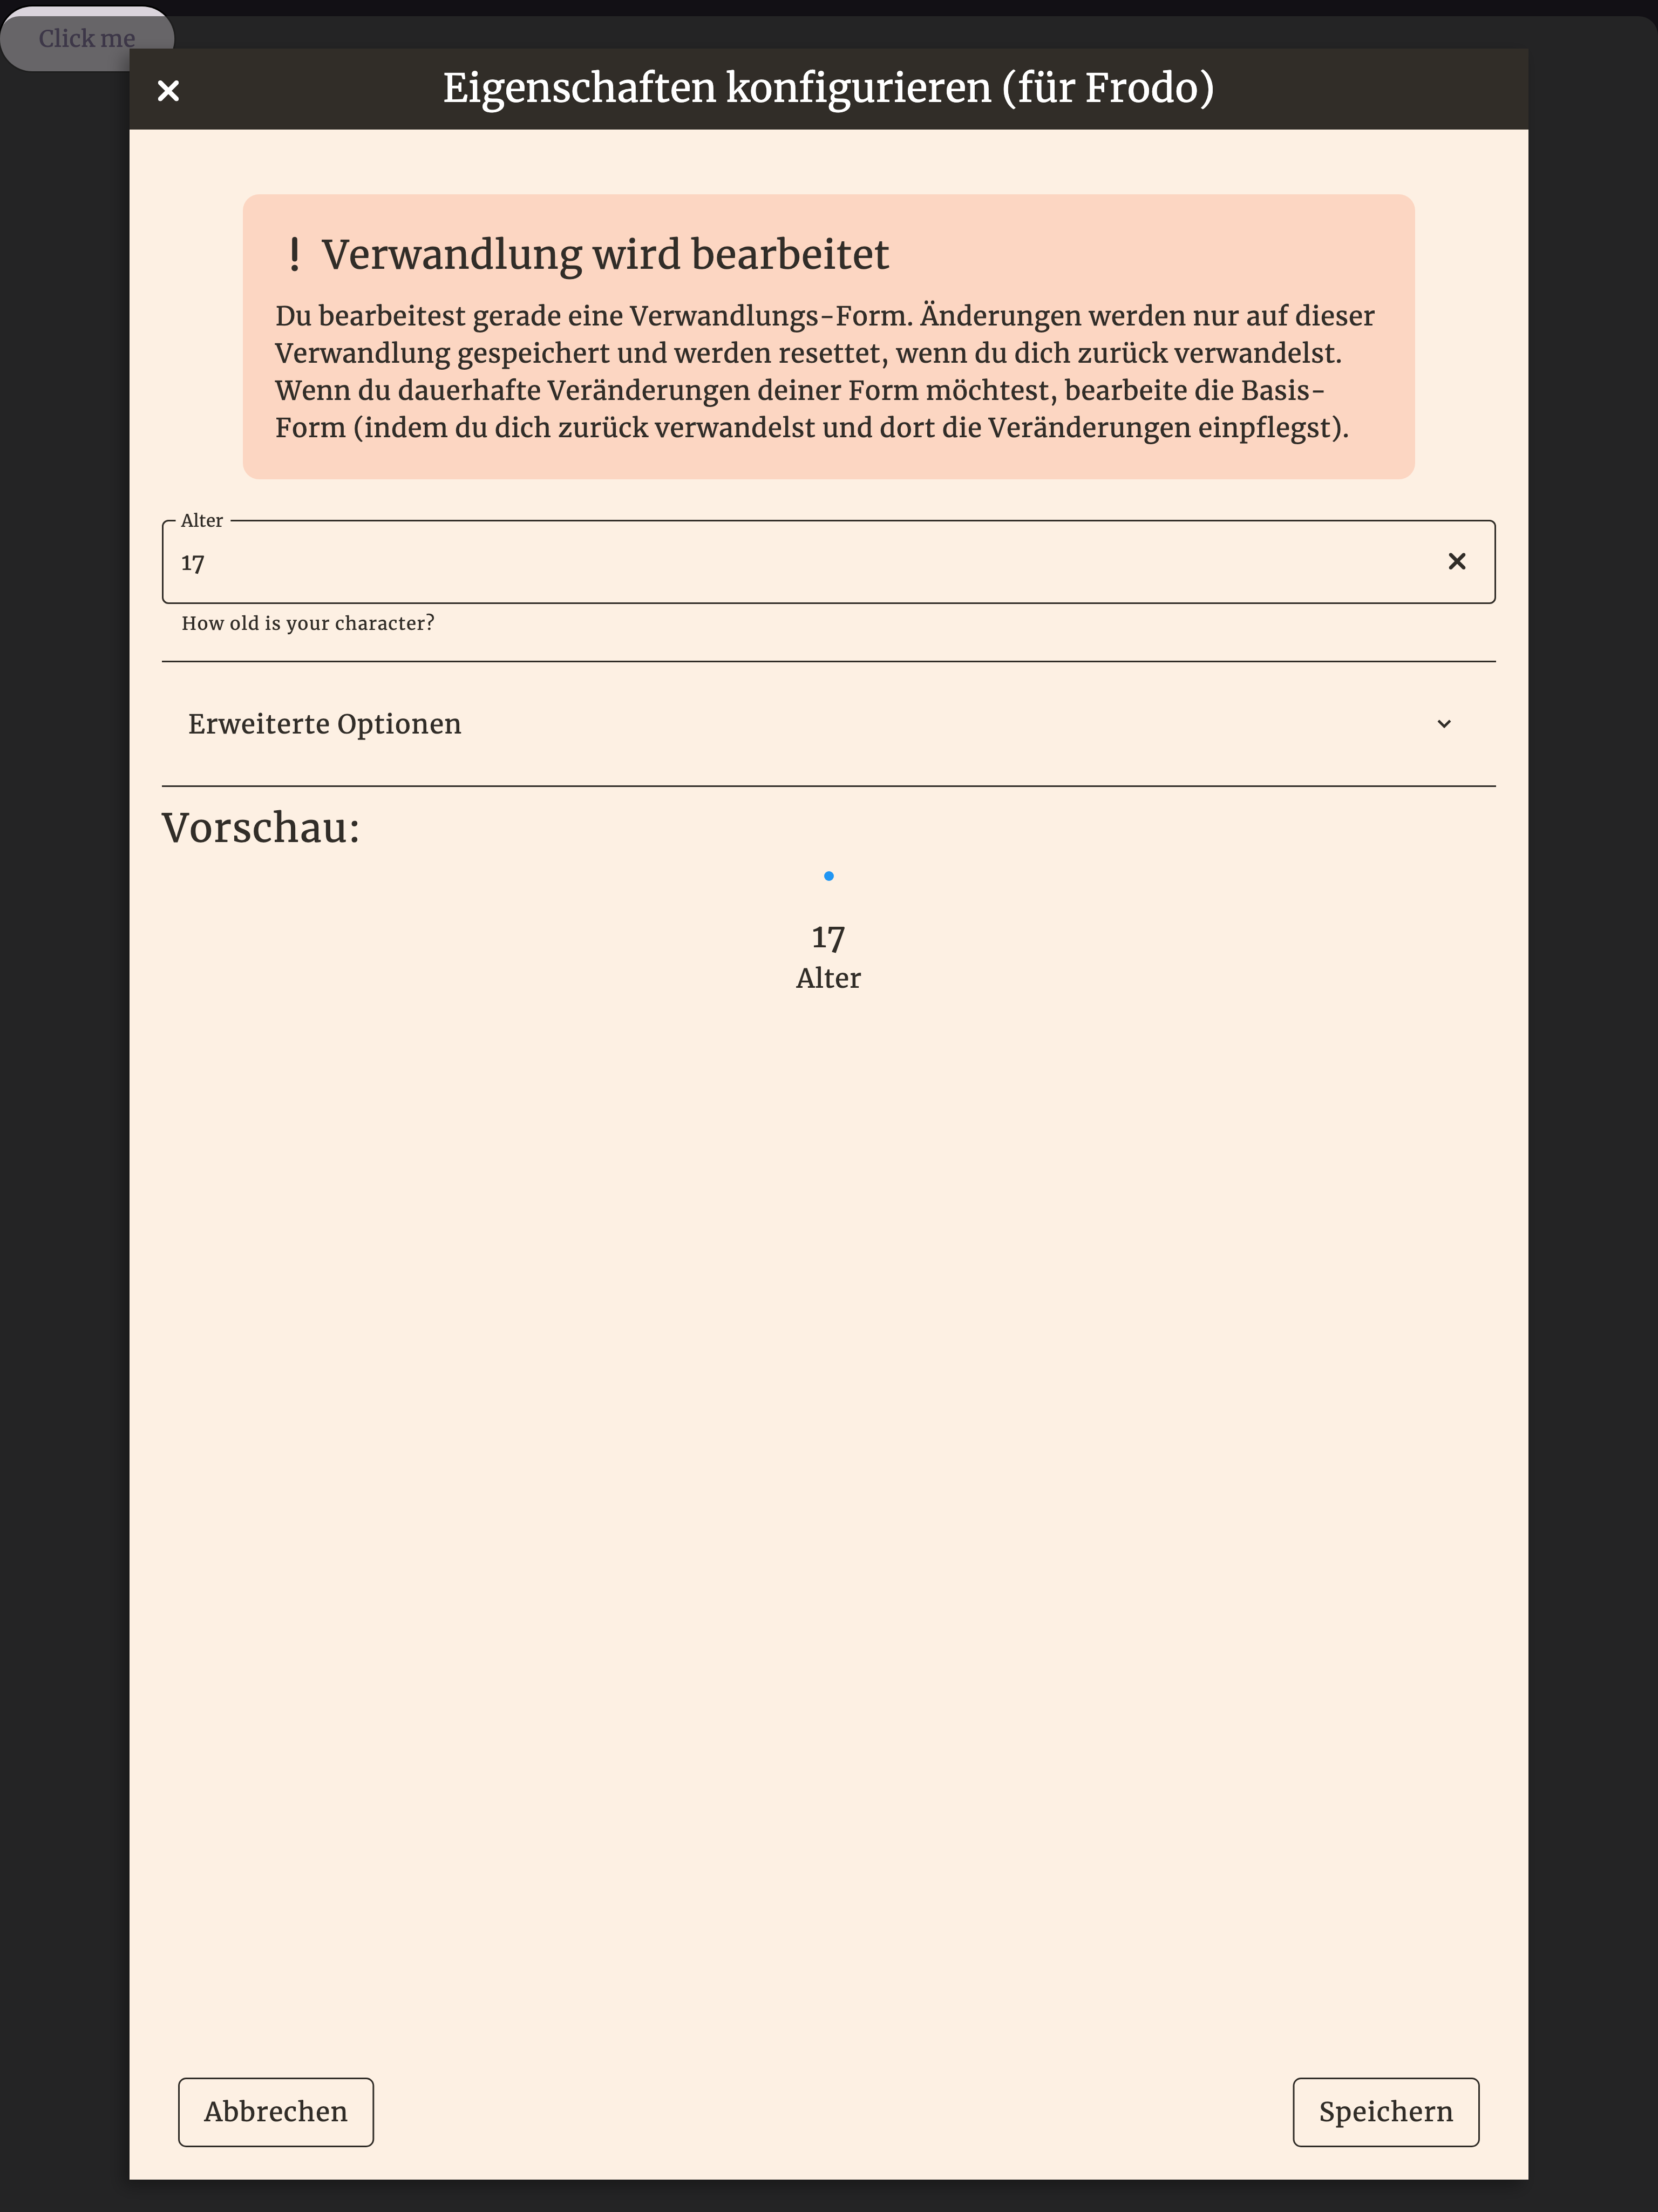 Click me
Eigenschaften konfigurieren (für Frodo)
! Verwandlung wird bearbeitet
Du bearbeitest gerade eine Verwandlungs-Form. Änderungen werden nur auf dieser
Verwandlung gespeichert und werden resettet, wenn du dich zurück verwandelst.
Wenn du dauerhafte Veränderungen deiner Form möchtest, bearbeite die Basis-
Form (indem du dich zurück verwandelst und dort die Veränderungen einpflegst).
Alter
17
How old is your character?
Erweiterte Optionen
Vorschau:
17
Alter
Abbrechen
Speichern